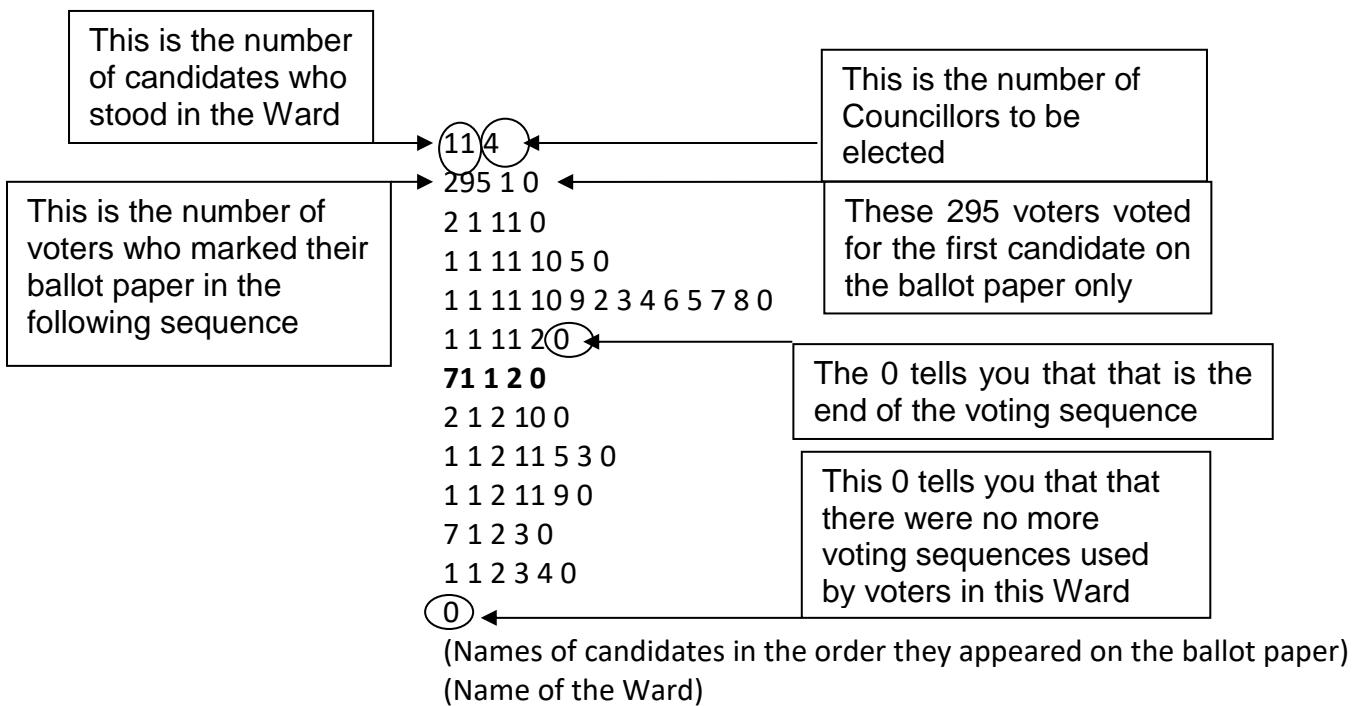 This is the number
of candidates who
stood in the Ward
This is the number of
Councillors to be
elected
11 4
295 1 0
These 295 voters voted
for the first candidate on
the ballot paper only
This is the number of
voters who marked their
ballot paper in the
following sequence
2 1 11 0
1 1 11 10 5 0
1 1 11 10 9 2 3 4 6 5 7 8 0
1 1 11 2 0
The 0 tells you that that is the
end of the voting sequence
71 1 2 0
2 1 2 10 0
1 1 2 11 5 3 0
1 1 2 11 9 0
7 1 2 3 0
1 1 2 3 4 0
0
This 0 tells you that that
there were no more
voting sequences used
by voters in this Ward
(Names of candidates in the order they appeared on the ballot paper)
(Name of the Ward)